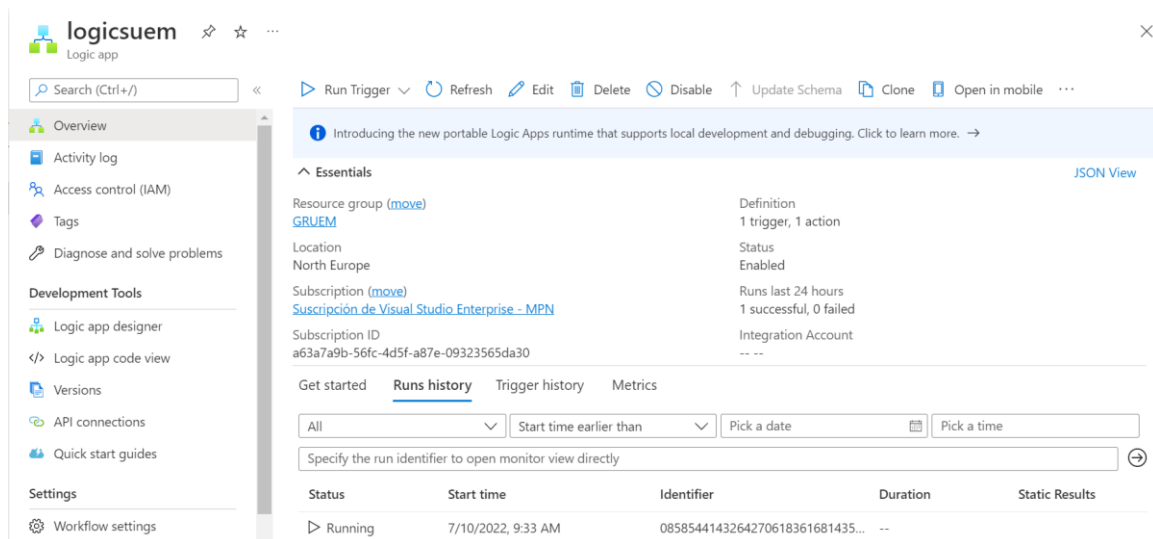 logicsuem
Logic app
Search (Ctrl+/)
Overview
Activity log
Access control (IAM)
Tags
Diagnose and solve problems
Development Tools
Logic app designer
Logic app code view
Versions
API connections
Quick start guides
Settings
Workflow settings
Run Trigger Refresh Edit Delete Disable Update Schema Clone Open in mobile
Introducing the new portable Logic Apps runtime that supports local development and debugging. Click to learn more. →
Essentials JSON View
Resource group (move)
GRUEM
Location
North Europe
Subscription (move)
Suscripción de Visual Studio Enterprise - MPN
Subscription ID
a63a7a9b-56fc-4d5f-a87e-09323565da30
Definition
1 trigger, 1 action
Status
Enabled
Runs last 24 hours
1 successful, 0 failed
Integration Account
-- --
Get started Runs history Trigger history Metrics
All Start time earlier than Pick a date Pick a time
Specify the run identifier to open monitor view directly
Status Start time Identifier Duration Static Results
Running 7/10/2022, 9:33 AM 08585441432642706183616814​35... --